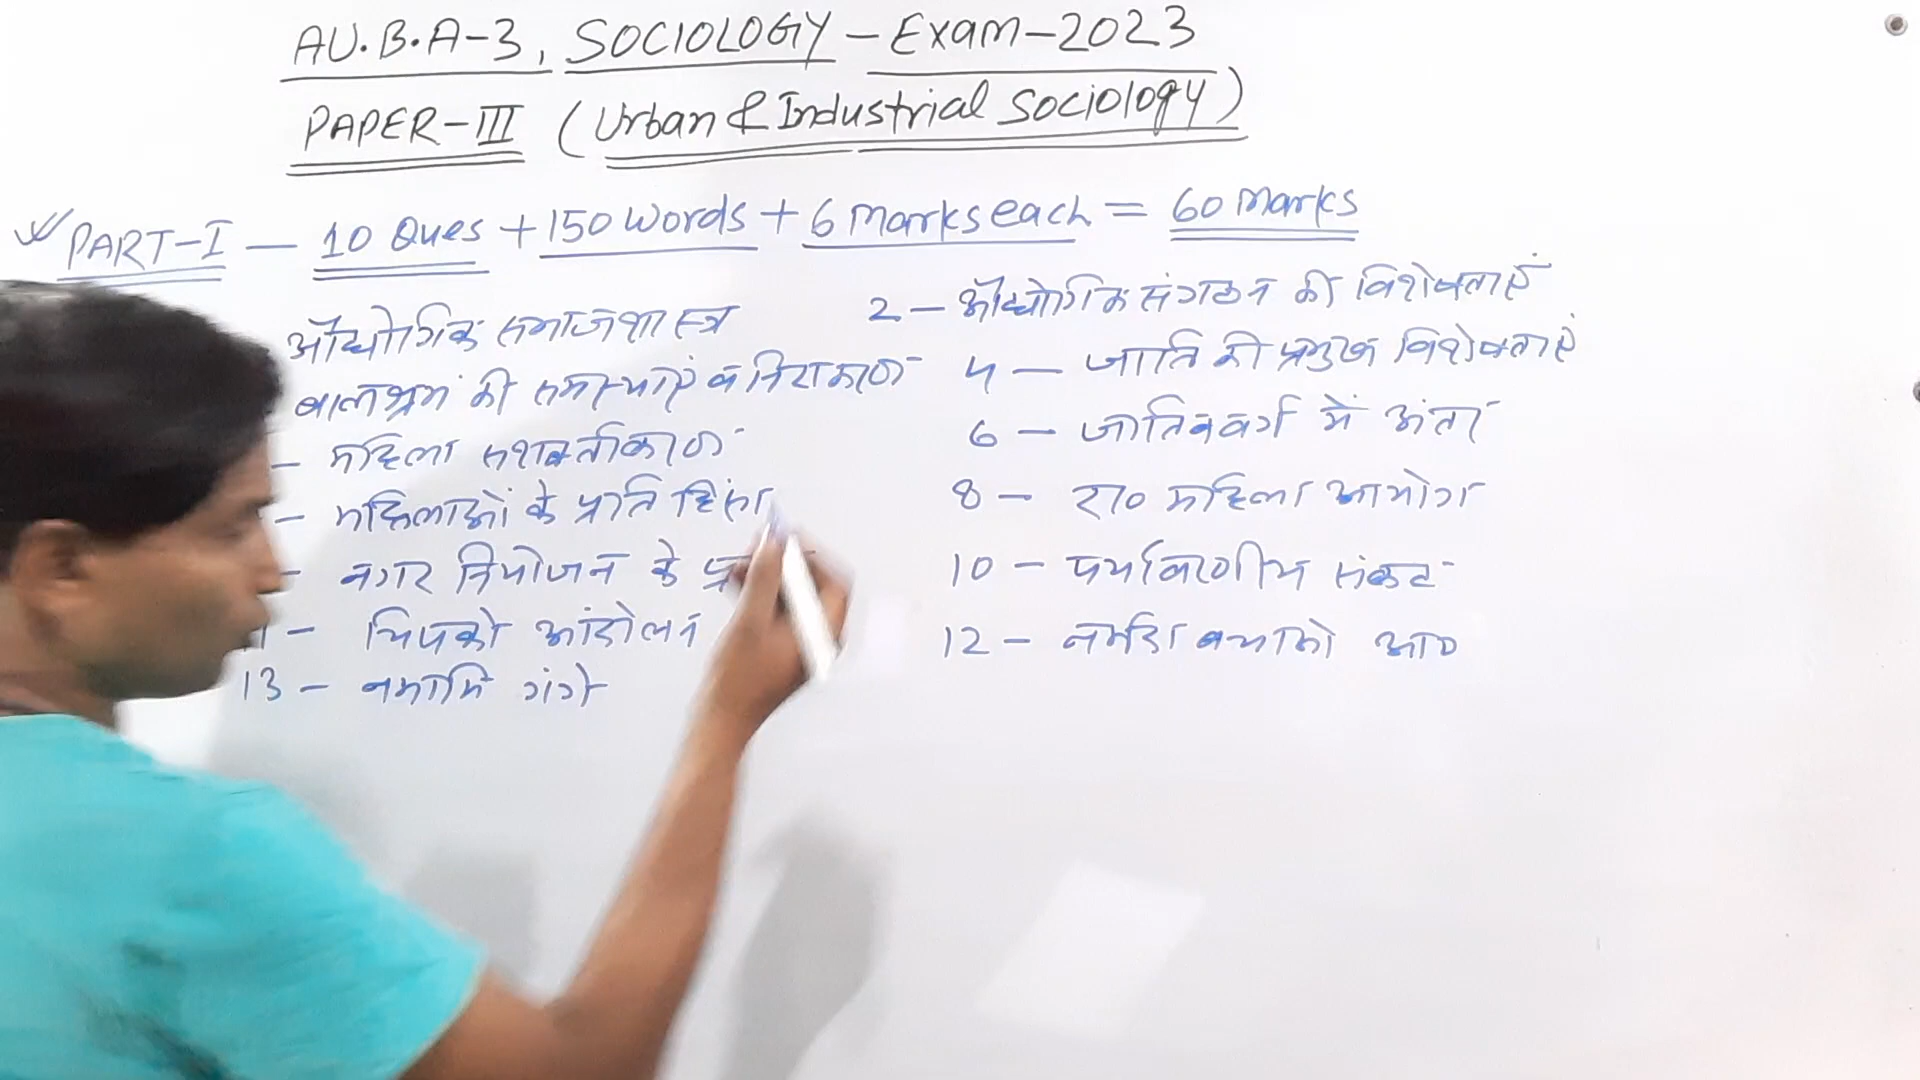 AU.B.A-3, SOCIOLOGY - Exam-2023
PAPER-III (Urban & Industrial Sociology)
PART-I - 10 Ques + 150 Words + 6 Marks each = 60 Marks
औद्योगिक समाजशास्त्र
2 - औद्योगिक संगठन की विशेषताएं
बालश्रम की समस्याएं व निराकरण
4 - जाति की प्रमुख विशेषताएं
- महिला सशक्तीकरण
6 - जाति व वर्ग में अंतर
- महिलाओं के प्रति हिंसा
8 - रा० महिला आयोग
- नगर नियोजन के
10 - पर्यावरणीय संकट
- चिपको आंदोलन
12 - नर्मदा बचाओ आ०
13 - नमामि गंगे